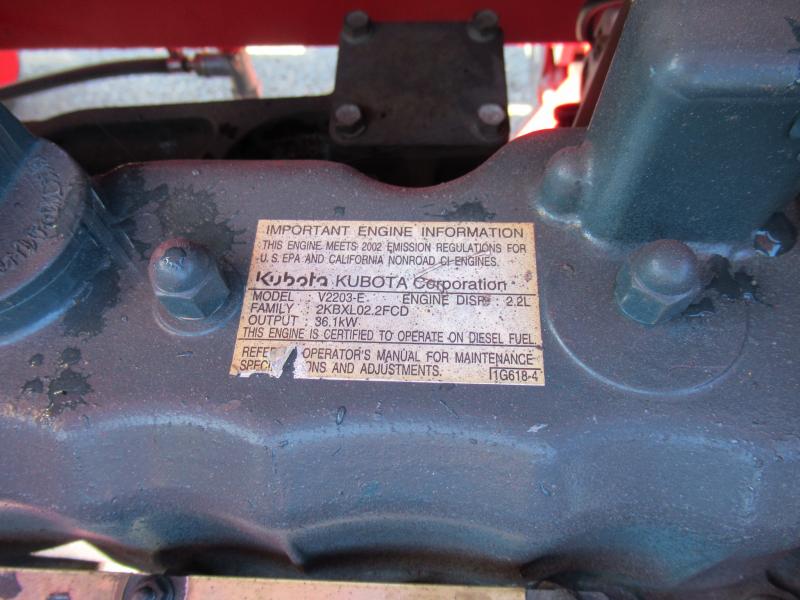 IMPORTANT ENGINE INFORMATION
THIS ENGINE MEETS 2002 EMISSION REGULATIONS FOR
U.S. EPA AND CALIFORNIA NONROAD CI ENGINES.
Kubota KUBOTA Corporation
MODEL : V2203-E. ENGINE DISP. : 2.2L
FAMILY : 2KBXL02.2FCD
OUTPUT : 36.1kW
THIS ENGINE IS CERTIFIED TO OPERATE ON DIESEL FUEL.
OPERATOR'S MANUAL FOR MAINTENANCE
AND ADJUSTMENTS.
1G618-4